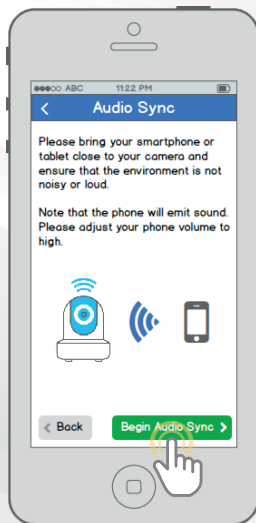 ABC 11:22 PM
Audio Sync
Please bring your smartphone or
tablet close to your camera and
ensure that the environment is not
noisy or loud.
Note that the phone will emit sound.
Please adjust your phone volume to
high.
Back Begin Audio Sync